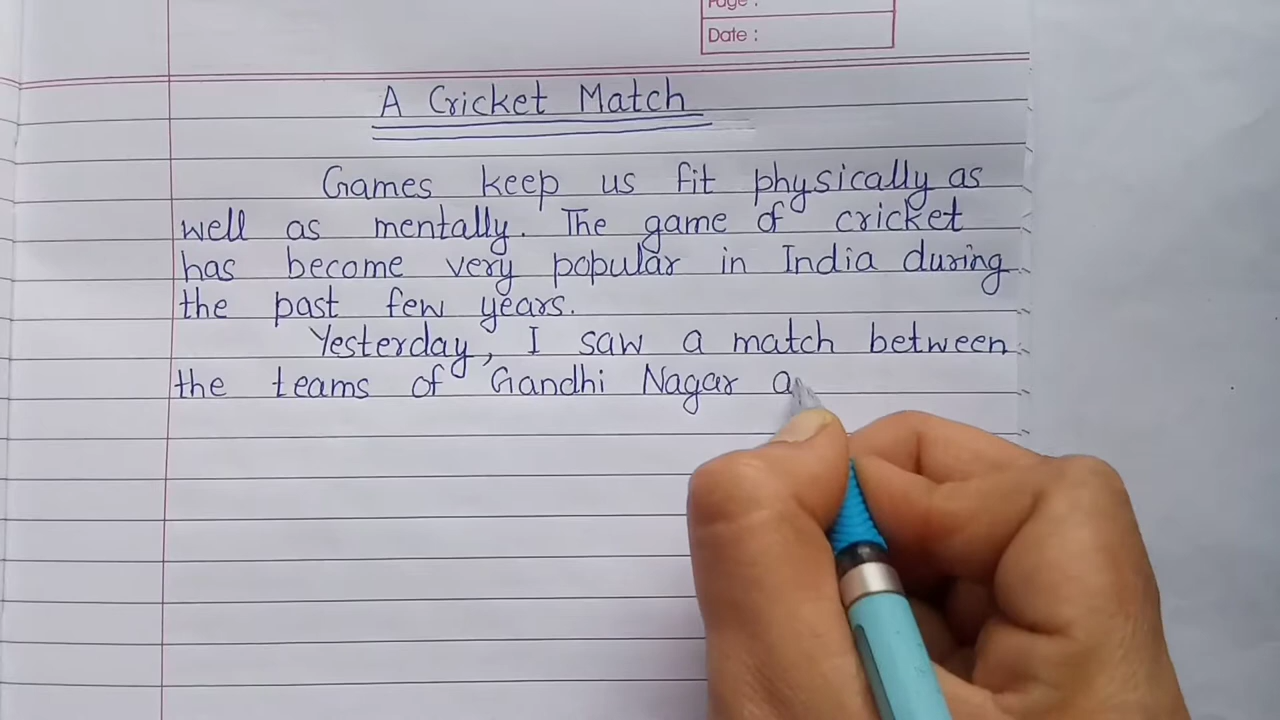 Page :
Date :
A Cricket Match
Games keep us fit physically as
well as mentally. The game of cricket
has become very popular in India during
the past few years.
Yesterday, I saw a match between
the teams of Gandhi Nagar a